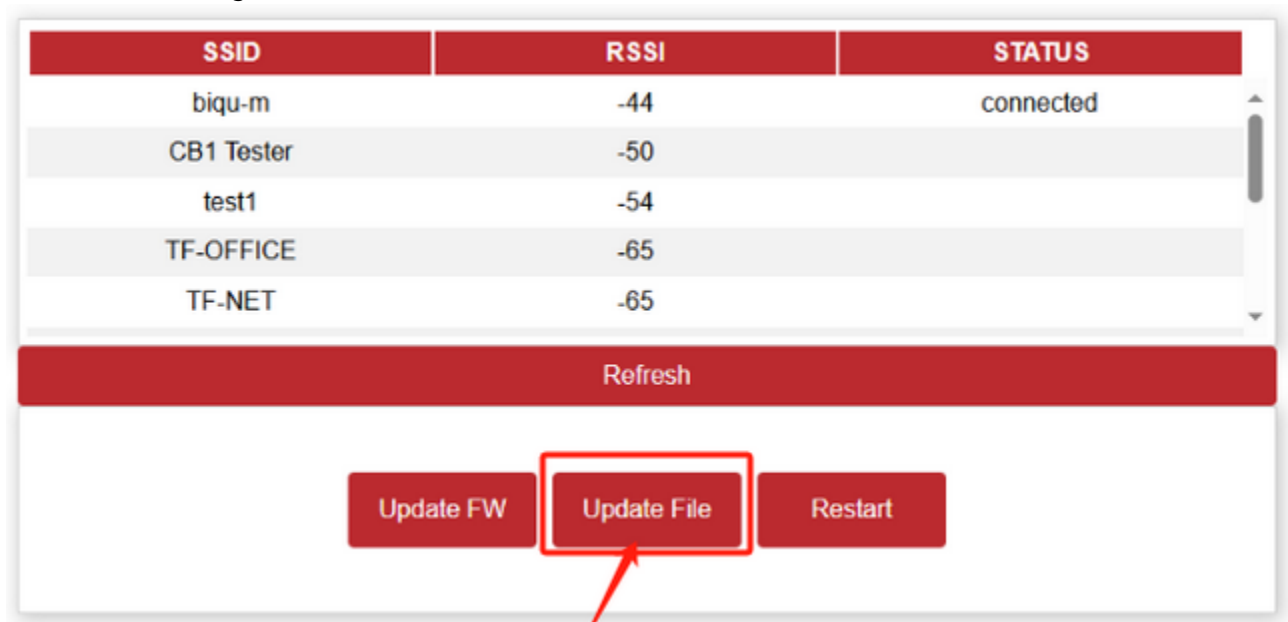 SSID RSSI STATUS
biqu-m -44 connected
CB1 Tester -50
test1 -54
TF-OFFICE -65
TF-NET -65
Refresh
Update FW Update File Restart